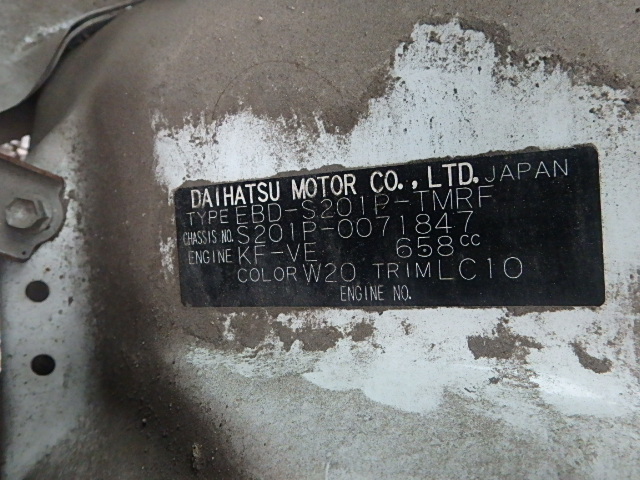 DAIHATSU MOTOR CO., LTD. JAPAN
TYPE EBD-S201P-TMRF
CHASSIS NO. S201P-0071847
ENGINE KF-VE 658cc
COLOR W20 TRIM LC10
ENGINE NO.